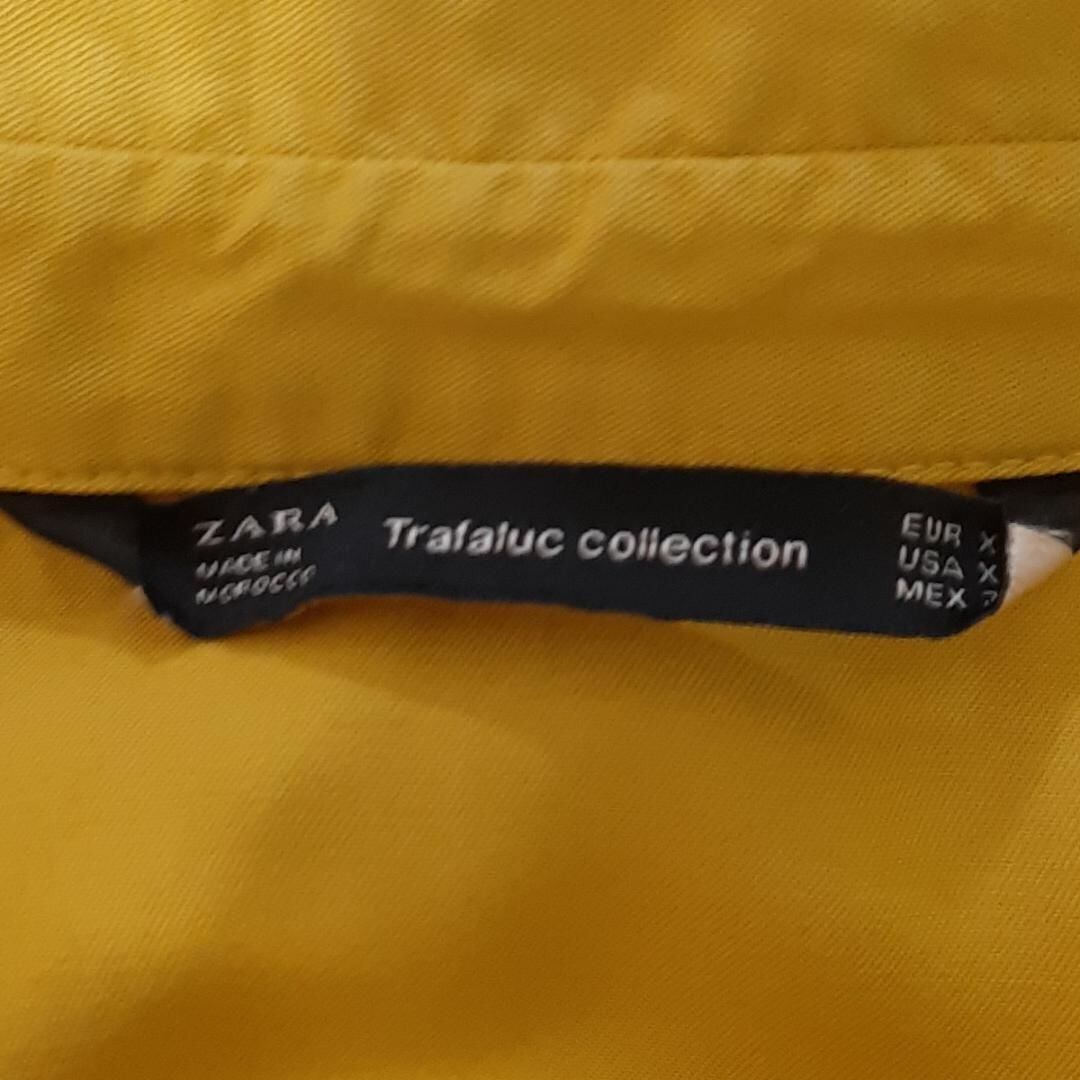 ZARA
MADE IN
MOROCCO
Trafaluc collection
EUR X
USA X
MEX